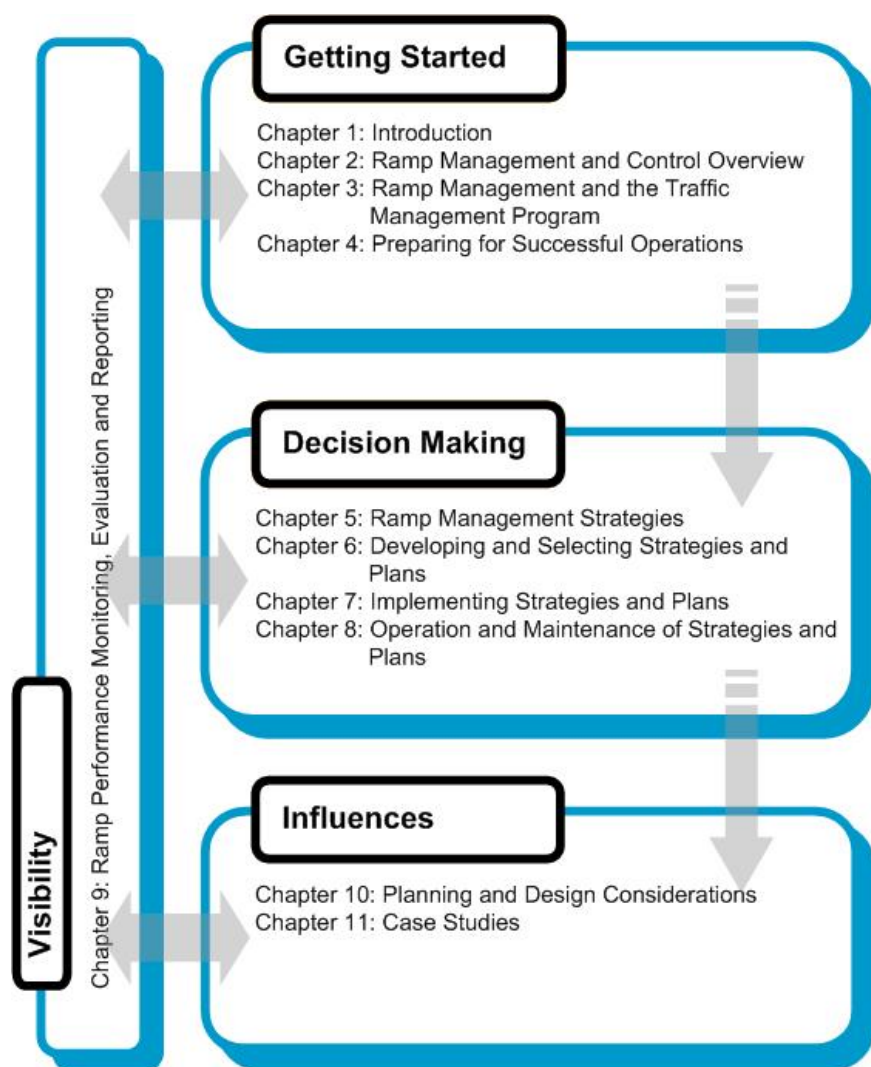 Getting Started
Chapter 1: Introduction
Chapter 2: Ramp Management and Control Overview
Chapter 3: Ramp Management and the Traffic
Management Program
Chapter 4: Preparing for Successful Operations
Decision Making
Chapter 5: Ramp Management Strategies
Chapter 6: Developing and Selecting Strategies and
Plans
Chapter 7: Implementing Strategies and Plans
Chapter 8: Operation and Maintenance of Strategies and
Plans
Influences
Chapter 10: Planning and Design Considerations
Chapter 11: Case Studies
Visibility
Chapter 9: Ramp Performance Monitoring, Evaluation and Reporting